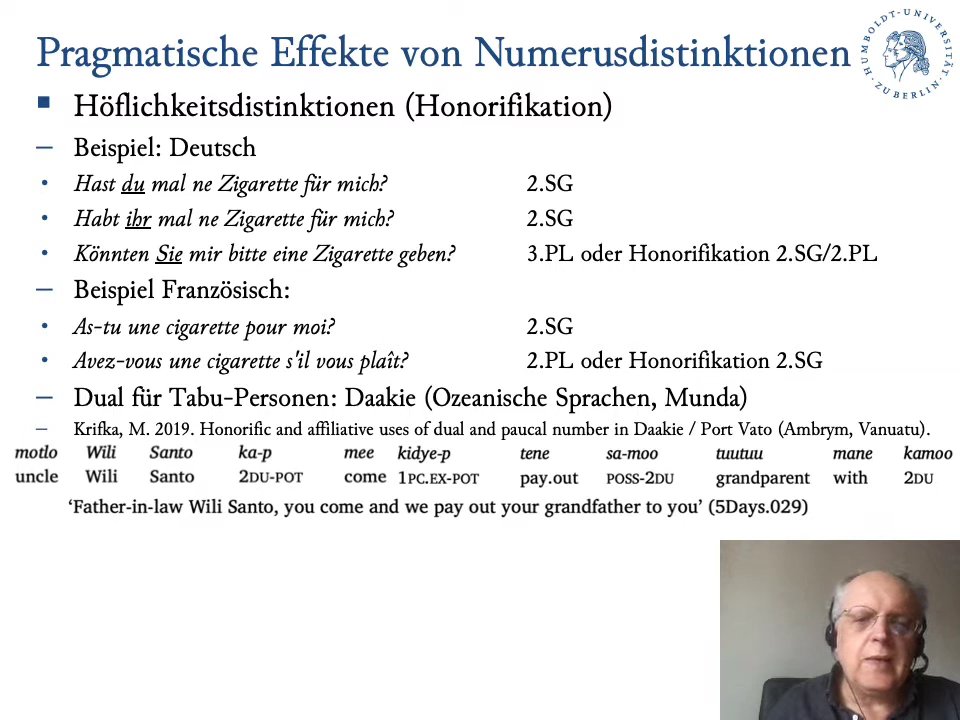 Pragmatische Effekte von Numerusdistinktionen
HUMBOLDT-UNIVERSITÄT ZU BERLIN
Höflichkeitsdistinktionen (Honorifikation)
– Beispiel: Deutsch
• Hast du mal ne Zigarette für mich? 2.SG
• Habt ihr mal ne Zigarette für mich? 2.SG
• Könnten Sie mir bitte eine Zigarette geben? 3.PL oder Honorifikation 2.SG/2.PL
– Beispiel Französisch:
• As-tu une cigarette pour moi? 2.SG
• Avez-vous une cigarette s'il vous plaît? 2.PL oder Honorifikation 2.SG
– Dual für Tabu-Personen: Daakie (Ozeanische Sprachen, Munda)
– Krifka, M. 2019. Honorific and affiliative uses of dual and paucal number in Daakie / Port Vato (Ambrym, Vanuatu).
motlo Wili Santo ka-p mee kidye-p tene sa-moo tuutuu mane kamoo
uncle Wili Santo 2DU-POT come 1PC.EX-POT pay.out POSS-2DU grandparent with 2DU
‘Father-in-law Wili Santo, you come and we pay out your grandfather to you’ (5Days.029)